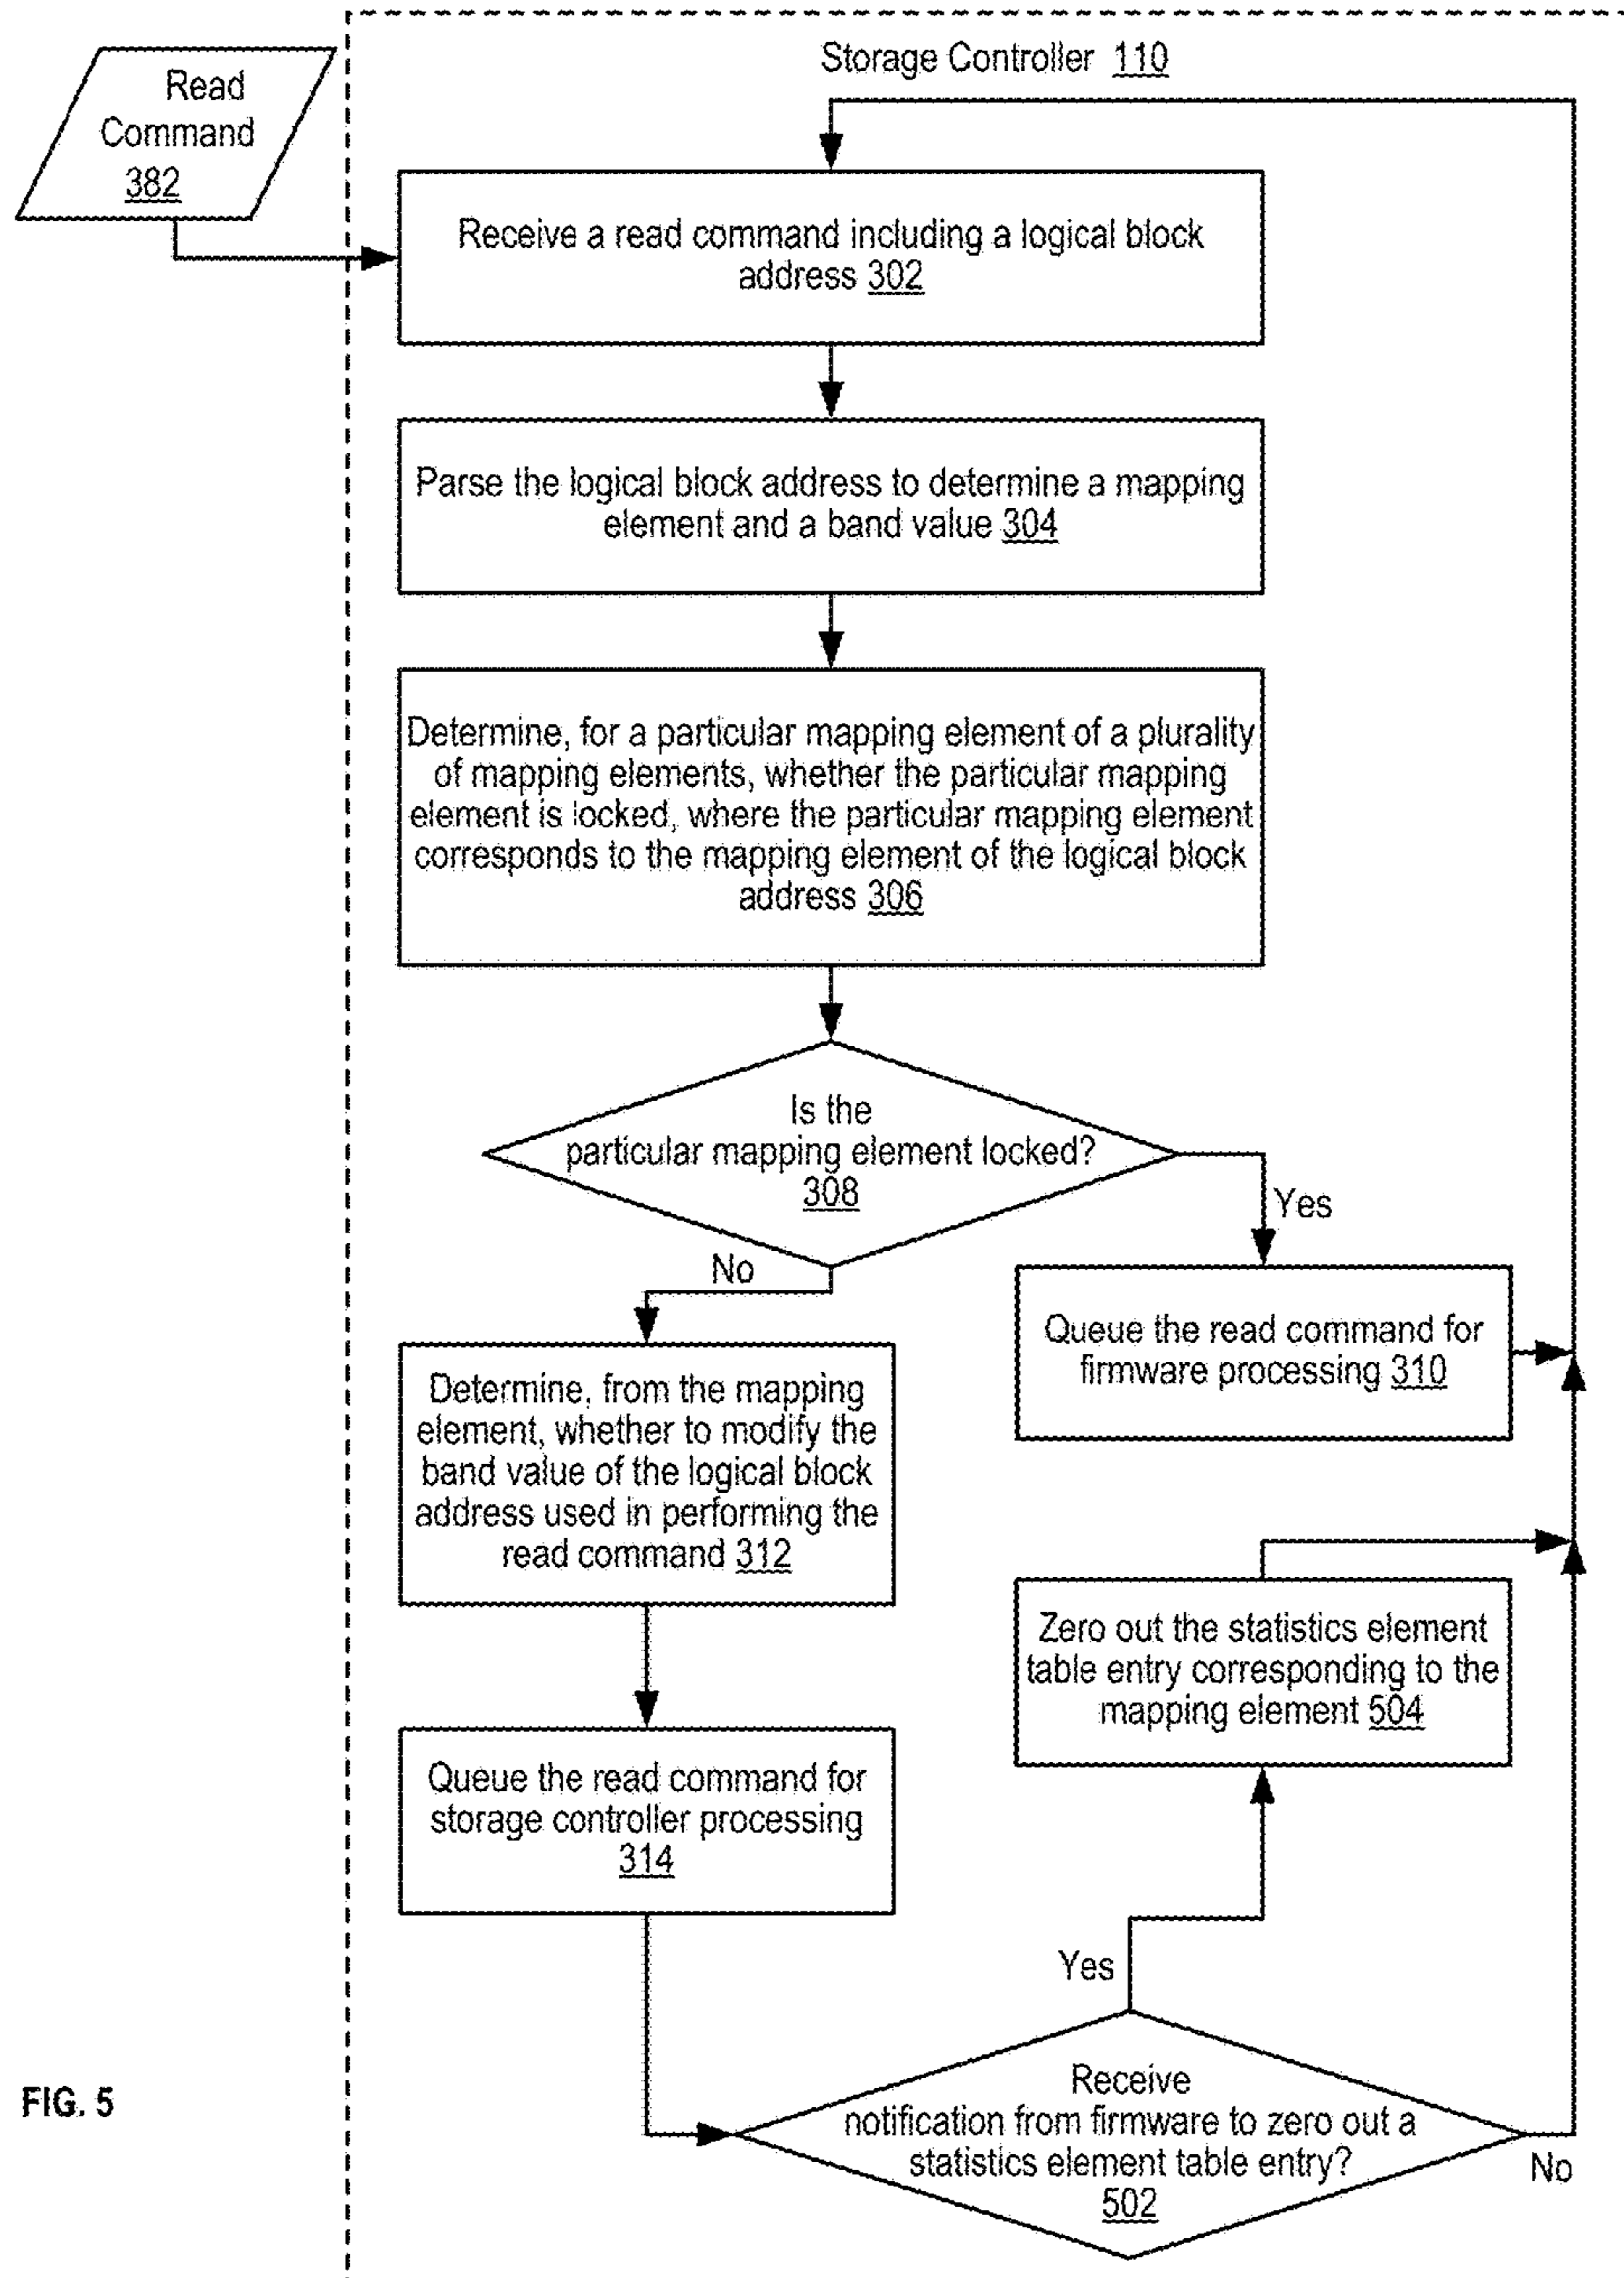 Storage Controller 110
Read
Command
382
Receive a read command including a logical block
address 302
Parse the logical block address to determine a mapping
element and a band value 304
Determine, for a particular mapping element of a plurality
of mapping elements, whether the particular mapping
element is locked, where the particular mapping element
corresponds to the mapping element of the logical block
address 306
Is the
particular mapping element locked?
308
Yes
No
Queue the read command for
firmware processing 310
Determine, from the mapping
element, whether to modify the
band value of the logical block
address used in performing the
read command 312
Zero out the statistics element
table entry corresponding to the
mapping element 504
Queue the read command for
storage controller processing
314
Yes
Receive
notification from firmware to zero out a
statistics element table entry?
502
No
FIG. 5